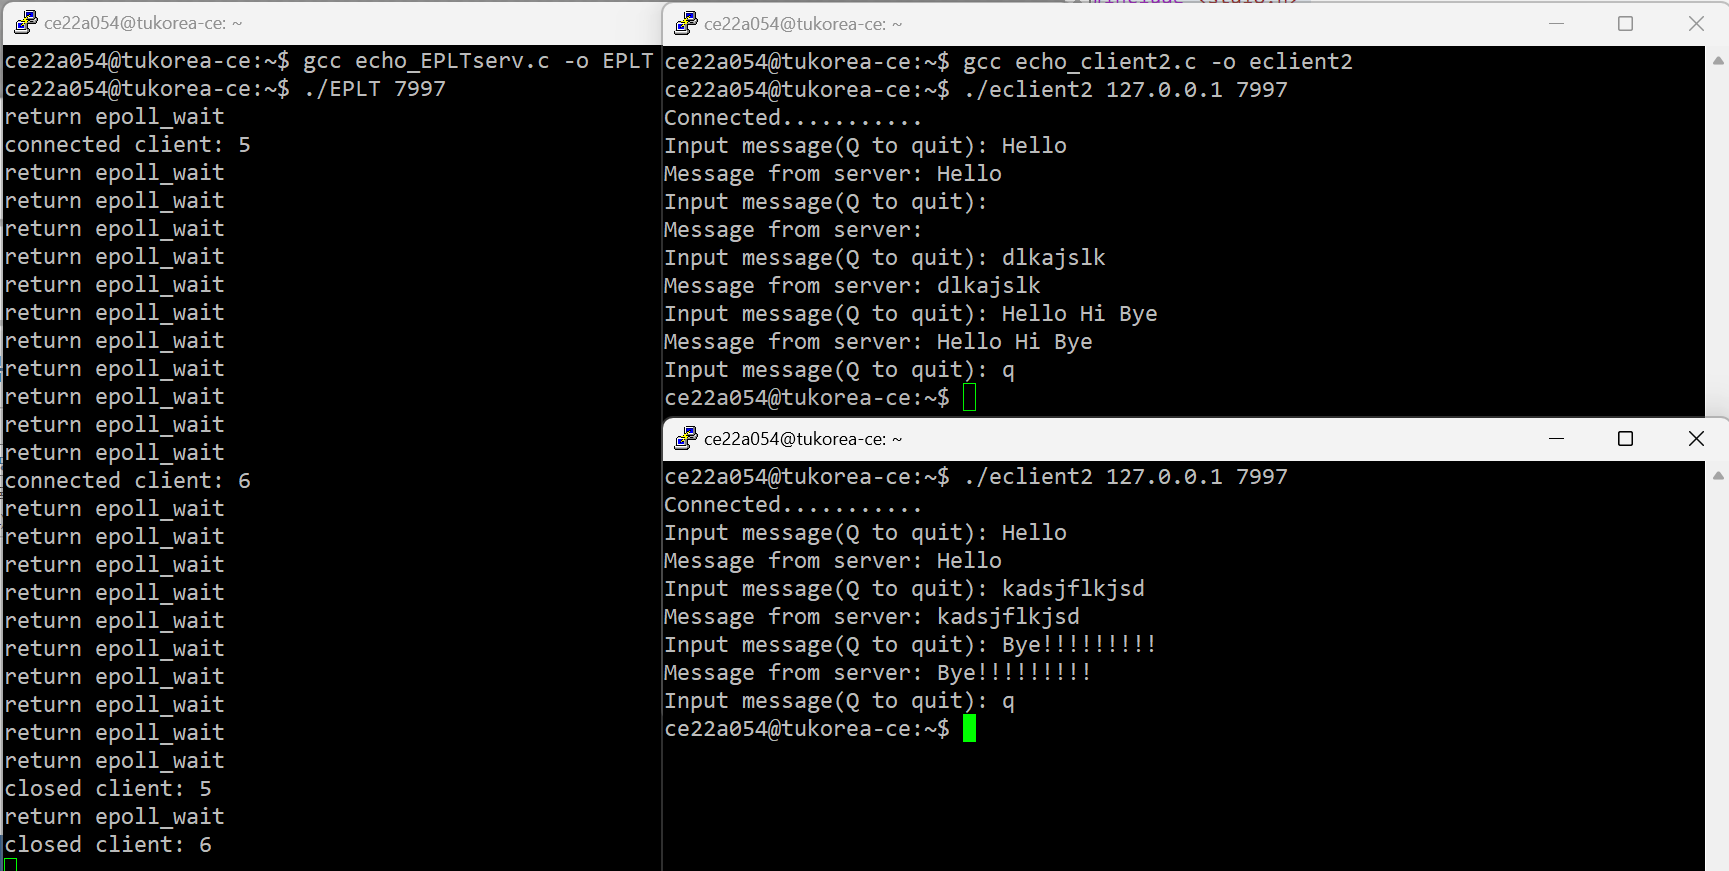 ce22a054@tukorea-ce: ~
ce22a054@tukorea-ce:~$ gcc echo_EPLTserv.c -o EPLT
ce22a054@tukorea-ce:~$ ./EPLT 7997
return epoll_wait
connected client: 5
return epoll_wait
return epoll_wait
return epoll_wait
return epoll_wait
return epoll_wait
return epoll_wait
return epoll_wait
return epoll_wait
return epoll_wait
return epoll_wait
return epoll_wait
connected client: 6
return epoll_wait
return epoll_wait
return epoll_wait
return epoll_wait
return epoll_wait
return epoll_wait
return epoll_wait
return epoll_wait
return epoll_wait
return epoll_wait
closed client: 5
return epoll_wait
closed client: 6
ce22a054@tukorea-ce: ~
ce22a054@tukorea-ce:~$ gcc echo_client2.c -o eclient2
ce22a054@tukorea-ce:~$ ./eclient2 127.0.0.1 7997
Connected...........
Input message(Q to quit): Hello
Message from server: Hello
Input message(Q to quit):
Message from server:
Input message(Q to quit): dlkajslk
Message from server: dlkajslk
Input message(Q to quit): Hello Hi Bye
Message from server: Hello Hi Bye
Input message(Q to quit): q
ce22a054@tukorea-ce:~$
ce22a054@tukorea-ce: ~
ce22a054@tukorea-ce:~$ ./eclient2 127.0.0.1 7997
Connected...........
Input message(Q to quit): Hello
Message from server: Hello
Input message(Q to quit): kadsjflkjsd
Message from server: kadsjflkjsd
Input message(Q to quit): Bye!!!!!!!!!
Message from server: Bye!!!!!!!!!
Input message(Q to quit): q
ce22a054@tukorea-ce:~$